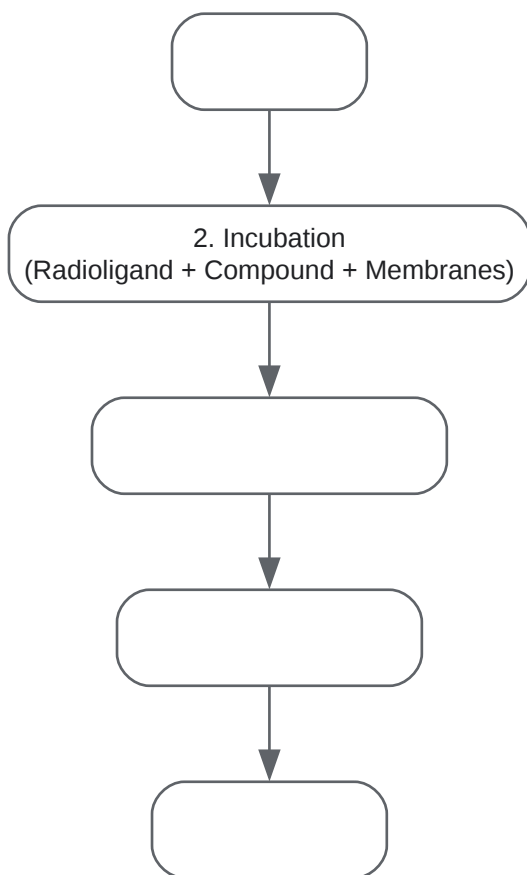 2. Incubation
(Radioligand + Compound + Membranes)